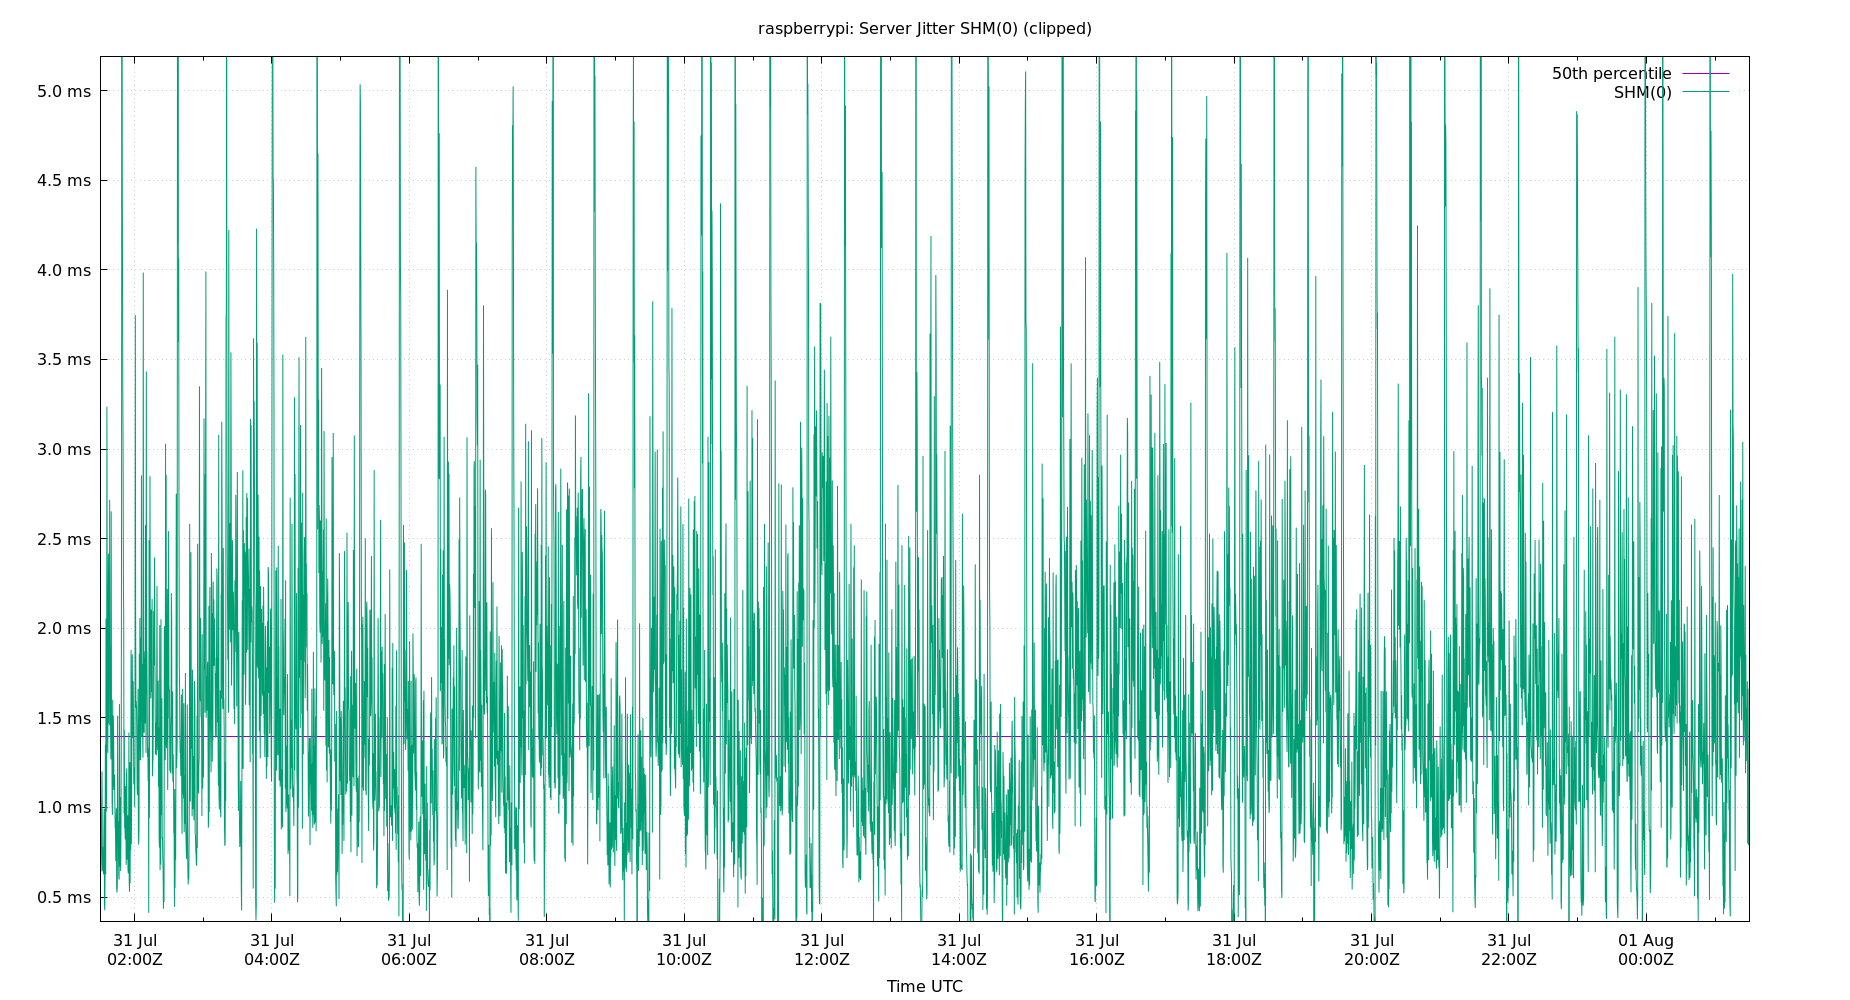 raspberrypi: Server Jitter SHM(0) (clipped)
50th percentile
SHM(0)
5.0 ms
4.5 ms
4.0 ms
3.5 ms
3.0 ms
2.5 ms
2.0 ms
1.5 ms
1.0 ms
0.5 ms
31 Jul 31 Jul 31 Jul 31 Jul 31 Jul 31 Jul 31 Jul 31 Jul 31 Jul 31 Jul 31 Jul 01 Aug
02:00Z 04:00Z 06:00Z 08:00Z 10:00Z 12:00Z 14:00Z 16:00Z 18:00Z 20:00Z 22:00Z 00:00Z
Time UTC